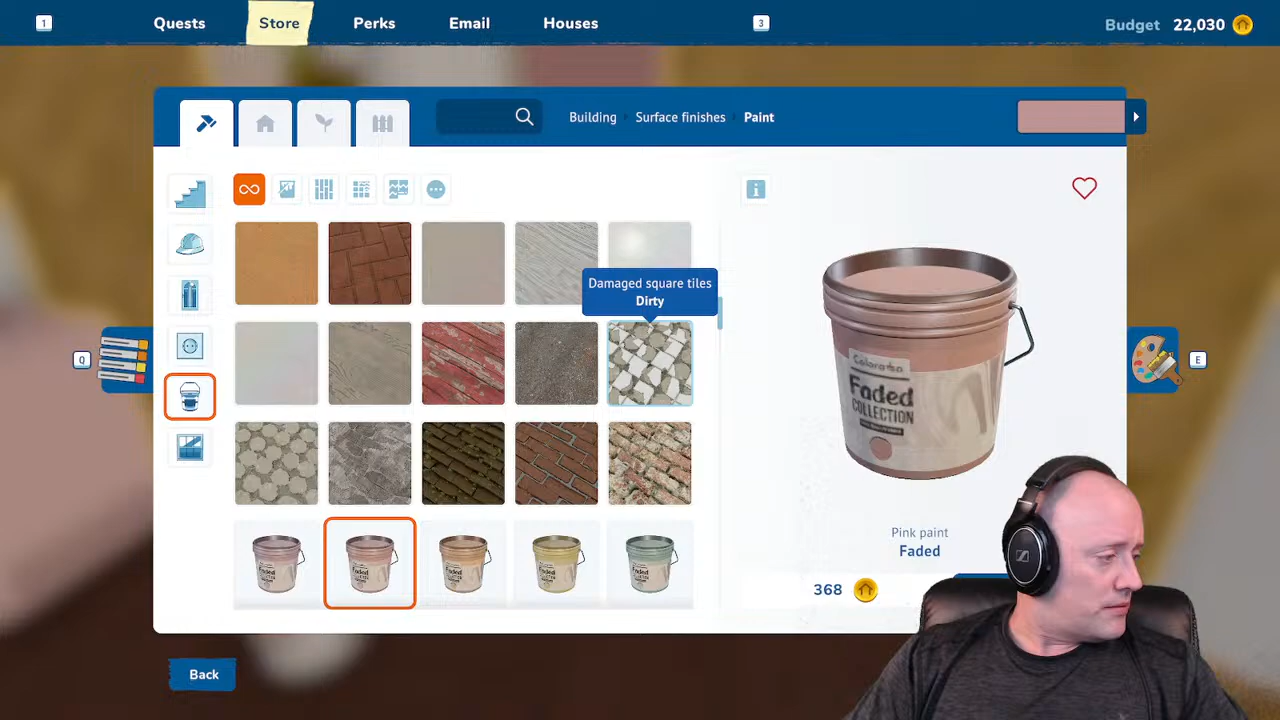 1
Quests
Store
Perks
Email
Houses
3
Budget 22,030
Building
Surface finishes
Paint
Damaged square tiles
Dirty
Q
E
Faded
COLLECTION
Pink paint
Faded
368
Back